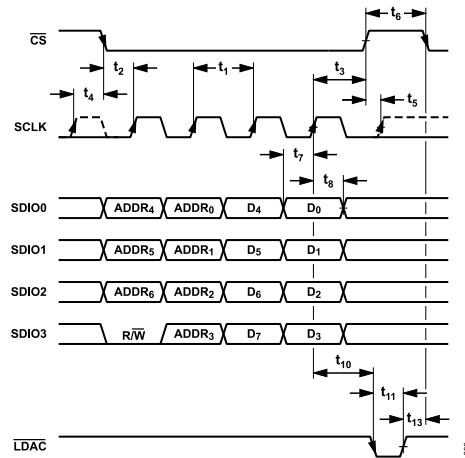 t6
CS
t2
t1
t3
t4
t5
SCLK
t7
t8
SDIO0
ADDR4
ADDR0
D4
D0
SDIO1
ADDR5
ADDR1
D5
D1
SDIO2
ADDR6
ADDR2
D6
D2
SDIO3
R/W
ADDR3
D7
D3
t10
t11
t13
LDAC